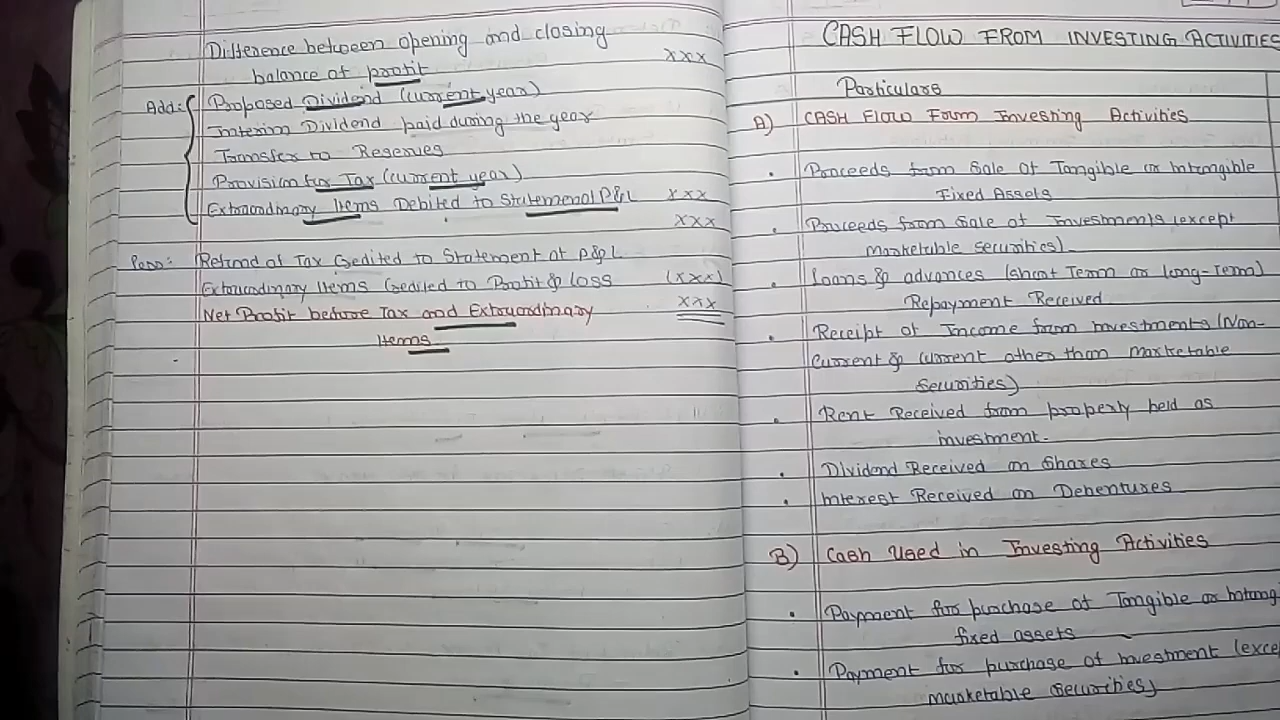 Difference between opening and closing
balance of profit xxx
Add: Proposed Dividend (current year)
Interim Dividend paid during the year
Transfer to Reserves
Provision for Tax (current year)
Extraordinary Items Debited to Statement of P&L xxx
xxx
Less: Refund of Tax Credited to Statement of P&L
Extraordinary Items Credited to Profit & Loss (xxx)
Net Profit before Tax and Extraordinary xxx
Items
CASH FLOW FROM INVESTING ACTIVITIES
Particulars
A) CASH Flow From Investing Activities
• Proceeds from Sale of Tangible or Intangible
Fixed Assets
• Proceeds from Sale of Investments (except
marketable securities)
• Loans & advances (Short Term or long-Term)
Repayment Received
• Receipt of Income from Investments (Non-
Current & Current other than Marketable
Securities)
• Rent Received from property held as
investment.
• Dividend Received on Shares
• Interest Received on Debentures
B) Cash Used in Investing Activities
• Payment for purchase of Tangible or Intang
fixed assets
• Payment for purchase of Investment (exce
marketable Securities)